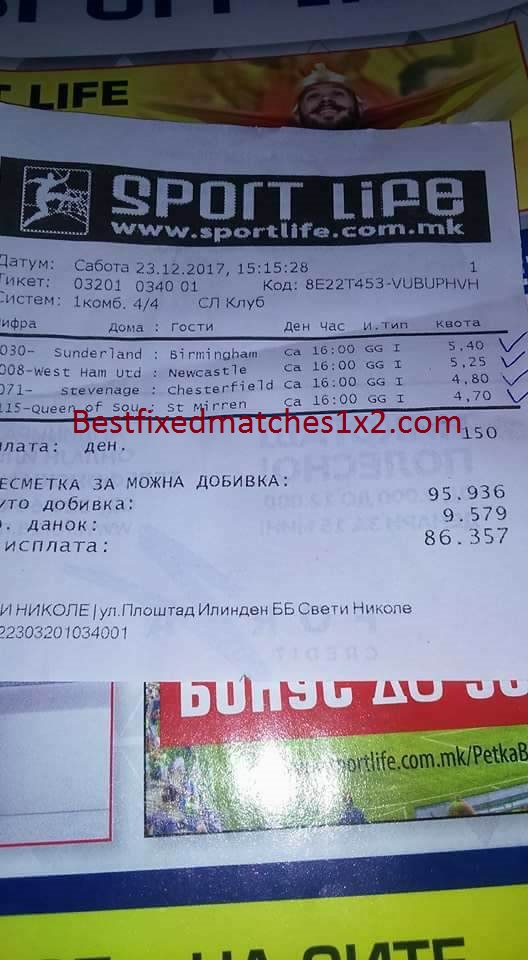 SPORT LIFE
T LIFE
SPORT LIFE
www.sportlife.com.mk
Датум: Сабота 23.12.2017, 15:15:28 1
Тикет: 03201 0340 01 Код: 8E22T453-VUBUPHVH
Систем: 1комб. 4/4 СЛ Клуб
ифра Дома : Гости Ден Час И.тип Квота
030- Sunderland : Birmingham Са 16:00 GG I 5,40
008-West Ham Utd : Newcastle Са 16:00 GG I 5,25
071- Stevenage : Chesterfield Са 16:00 GG I 4,80
115-Queen of Sou : St Mirren Са 16:00 GG I 4,70
Bestfixedmatches1x2.com
плата: ден. 150
ЕСМЕТКА ЗА МОЖНА ДОБИВКА:
уто добивка: 95.936
. данок: 9.579
исплата: 86.357
И НИКОЛЕ | ул.Плоштад Илинден ББ Свети Николе
22303201034001
БОНУС ДО
sportlife.com.mk/PetkaB
НА СИТЕ